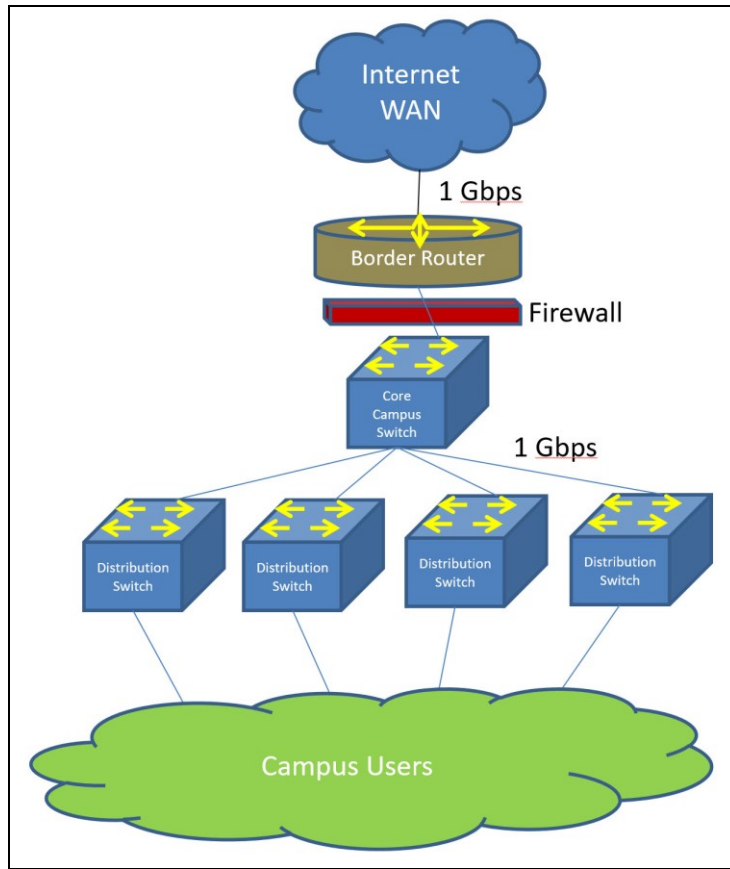 Internet
WAN
1 Gbps
Border Router
Firewall
Core
Campus
Switch
1 Gbps
Distribution
Switch
Distribution
Switch
Distribution
Switch
Distribution
Switch
Campus Users